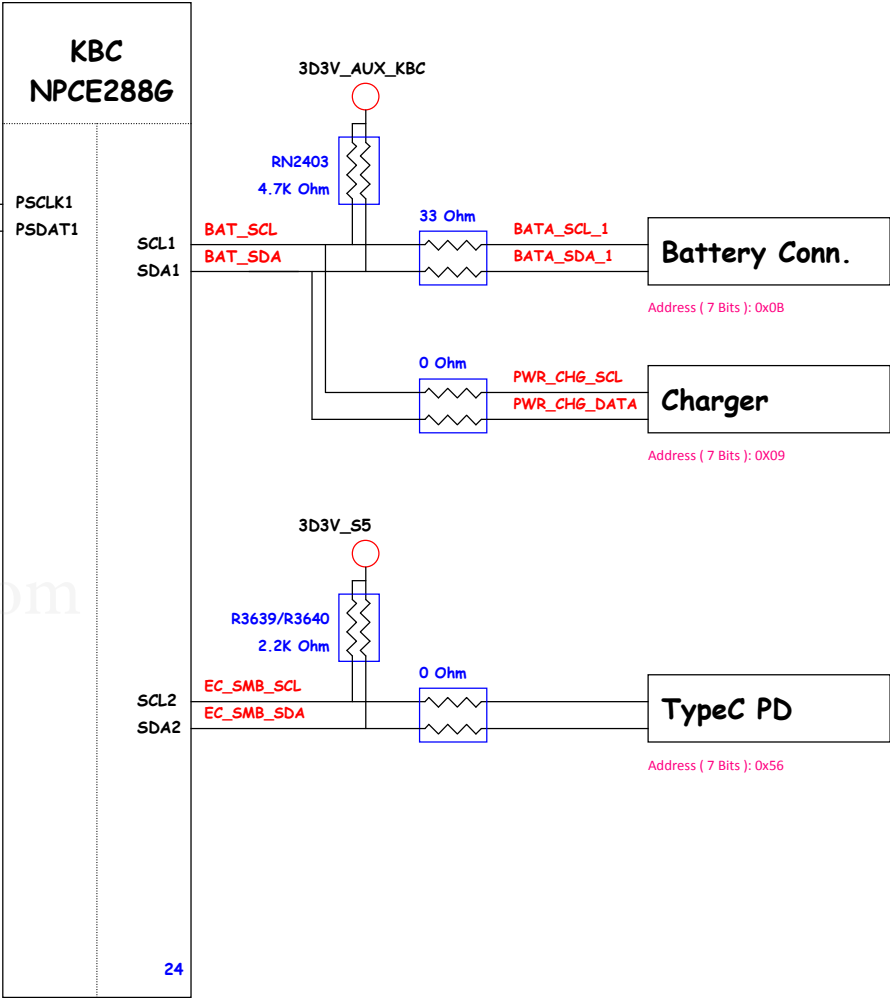 KBC
NPCE288G
3D3V_AUX_KBC
RN2403
4.7K Ohm
PSCLK1
PSDAT1
SCL1
SDA1
BAT_SCL
BAT_SDA
33 Ohm
BATA_SCL_1
BATA_SDA_1
Battery Conn.
Address ( 7 Bits ): 0x0B
0 Ohm
PWR_CHG_SCL
PWR_CHG_DATA
Charger
Address ( 7 Bits ): 0X09
3D3V_S5
om
R3639/R3640
2.2K Ohm
SCL2
SDA2
EC_SMB_SCL
EC_SMB_SDA
0 Ohm
TypeC PD
Address ( 7 Bits ): 0x56
24